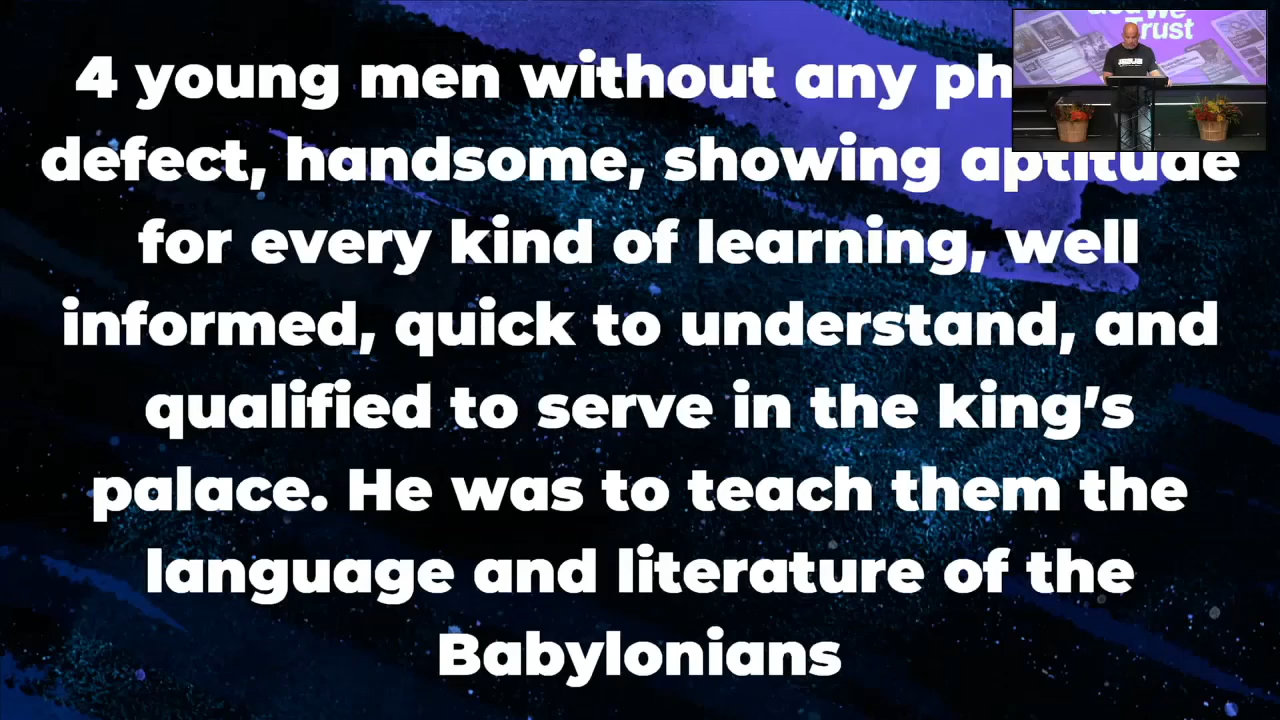 4 young men without any
defect, handsome, showing aptitude
for every kind of learning, well
informed, quick to understand, and
qualified to serve in the king’s
palace. He was to teach them the
language and literature of the
Babylonians
We
Trust